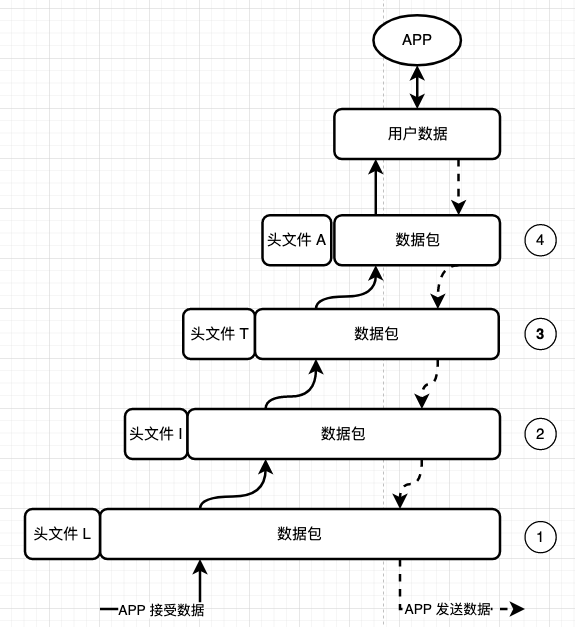 APP
用户数据
头文件 A
数据包
4
头文件 T
数据包
3
头文件 I
数据包
2
头文件 L
数据包
1
APP 接受数据
APP 发送数据